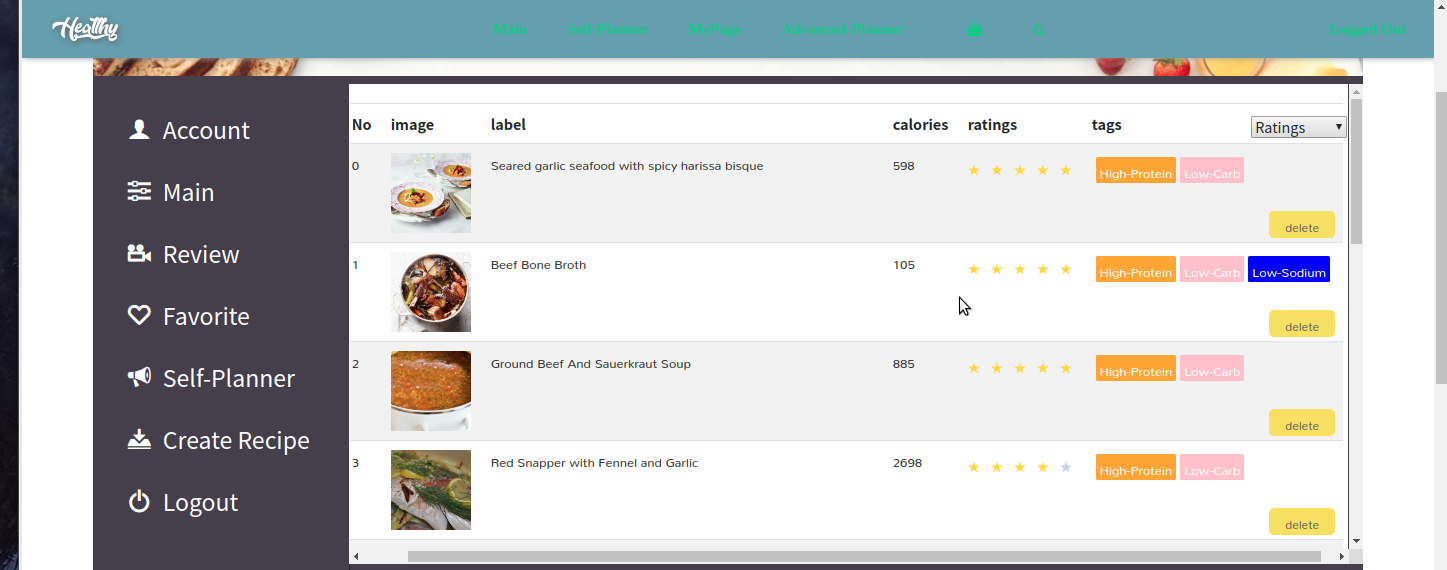 Healthy Main Self-Planner MyPage Advanced-Planner Logged Out
Account
Main
Review
Favorite
Self-Planner
Create Recipe
Logout
No image label calories ratings tags Ratings
0 Seared garlic seafood with spicy harissa bisque 598 ★ ★ ★ ★ ★ High-Protein Low-Carb
delete
1 Beef Bone Broth 105 ★ ★ ★ ★ ★ High-Protein Low-Carb Low-Sodium
delete
2 Ground Beef And Sauerkraut Soup 885 ★ ★ ★ ★ ★ High-Protein Low-Carb
delete
3 Red Snapper with Fennel and Garlic 2698 ★ ★ ★ ★ ★ High-Protein Low-Carb
delete